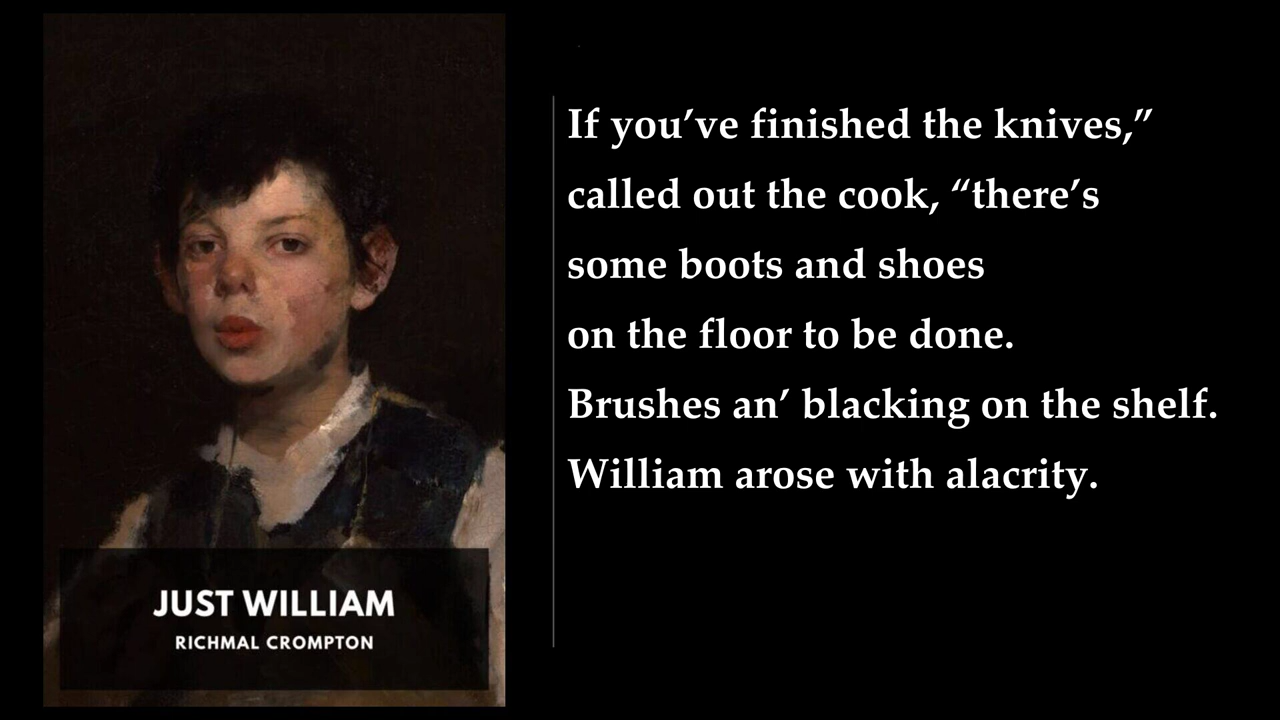 JUST WILLIAM
RICHMAL CROMPTON
If you’ve finished the knives,”
called out the cook, “there’s
some boots and shoes
on the floor to be done.
Brushes an’ blacking on the shelf.
William arose with alacrity.